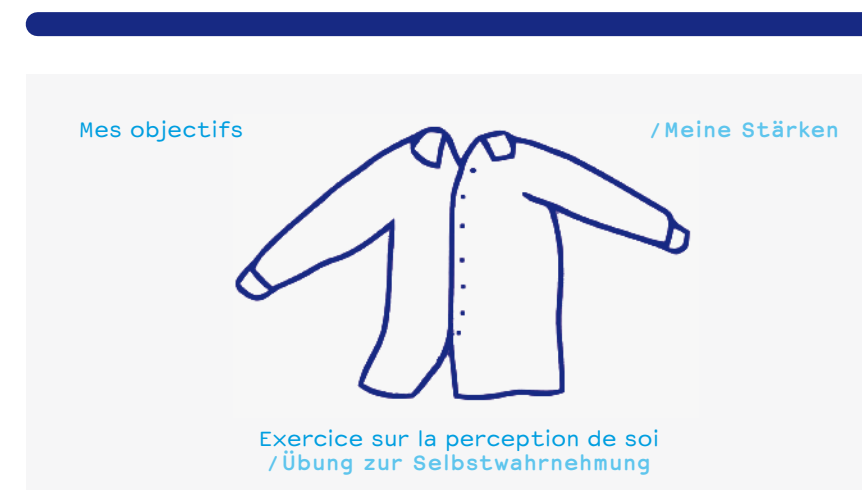 Mes objectifs
/Meine Stärken
Exercice sur la perception de soi
/Übung zur Selbstwahrnehmung